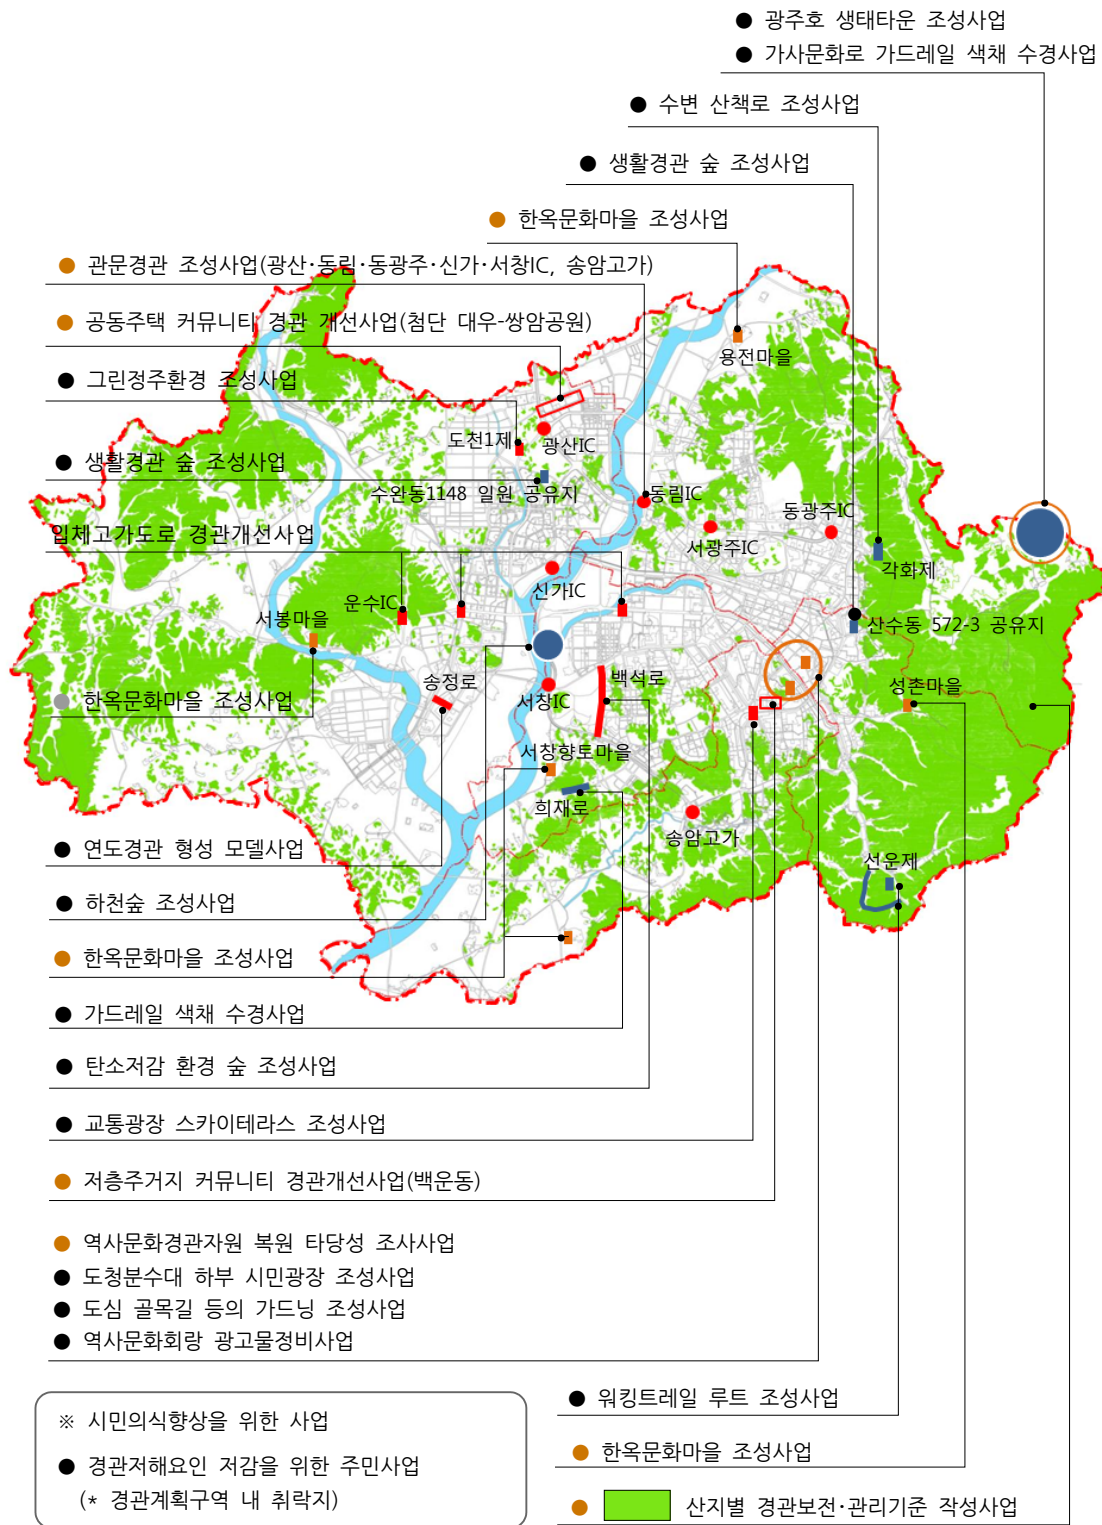 ● 광주호 생태타운 조성사업
● 가사문화로 가드레일 색채 수경사업
● 수변 산책로 조성사업
● 생활경관 숲 조성사업
● 한옥문화마을 조성사업
● 관문경관 조성사업(광산·동림·동광주·신가·서창IC, 송암고가)
● 공동주택 커뮤니티 경관 개선사업(첨단 대우-쌍암공원)
용전마을
● 그린정주환경 조성사업
도천1제
광산IC
● 생활경관 숲 조성사업
수완동1148 일원 공유지
동림IC
동광주IC
서광주IC
입체고가도로 경관개선사업
각화제
신가IC
운수IC
서봉마을
산수동 572-3 공유지
● 한옥문화마을 조성사업
송정로
서창IC
백석로
성촌마을
서창향토마을
희재로
송암고가
● 연도경관 형성 모델사업
선운제
● 하천숲 조성사업
● 한옥문화마을 조성사업
● 가드레일 색채 수경사업
● 탄소저감 환경 숲 조성사업
● 교통광장 스카이테라스 조성사업
● 저층주거지 커뮤니티 경관개선사업(백운동)
● 역사문화경관자원 복원 타당성 조사사업
● 도청분수대 하부 시민광장 조성사업
● 도심 골목길 등의 가드닝 조성사업
● 역사문화회랑 광고물정비사업
※ 시민의식향상을 위한 사업
● 경관저해요인 저감을 위한 주민사업
(* 경관계획구역 내 취락지)
● 워킹트레일 루트 조성사업
● 한옥문화마을 조성사업
● 산지별 경관보전·관리기준 작성사업